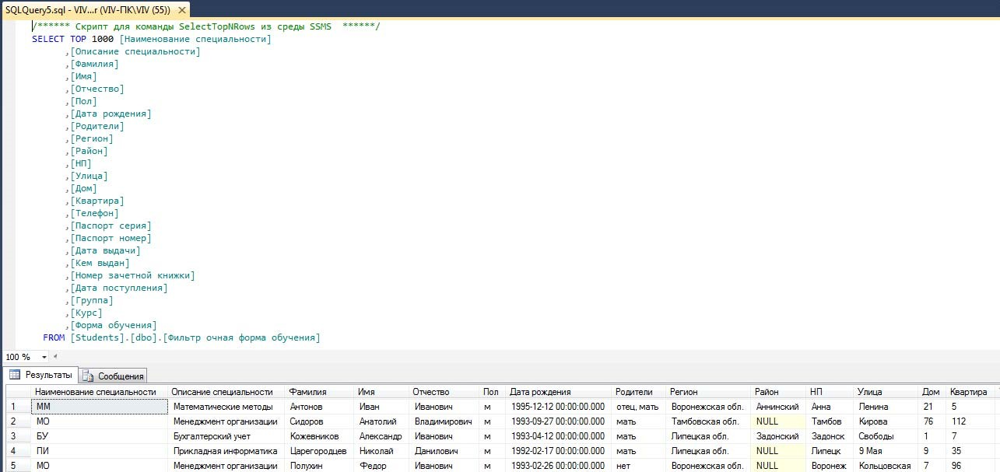 SQLQuery5.sql - VIV...r (VIV-ПК\VIV (55))
/****** Скрипт для команды SelectTopNRows из среды SSMS ******/
SELECT TOP 1000 [Наименование специальности]
,[Описание специальности]
,[Фамилия]
,[Имя]
,[Отчество]
,[Пол]
,[Дата рождения]
,[Родители]
,[Регион]
,[Район]
,[НП]
,[Улица]
,[Дом]
,[Квартира]
,[Телефон]
,[Паспорт серия]
,[Паспорт номер]
,[Дата выдачи]
,[Кем выдан]
,[Номер зачетной книжки]
,[Дата поступления]
,[Группа]
,[Курс]
,[Форма обучения]
FROM [Students].[dbo].[Фильтр очная форма обучения]
100 %
Результаты Сообщения
Наименование специальности Описание специальности Фамилия Имя Отчество Пол Дата рождения Родители Регион Район НП Улица Дом Квартира
1 ММ Математические методы Антонов Иван Иванович м 1995-12-12 00:00:00.000 отец, мать Воронежская обл. Аннинский Анна Ленина 21 5
2 МО Менеджмент организации Сидоров Анатолий Владимирович м 1993-09-27 00:00:00.000 мать Тамбовская обл. NULL Тамбов Кирова 76 112
3 БУ Бухгалтерский учет Кожевников Александр Иванович м 1993-04-12 00:00:00.000 мать Липецкая обл. Задонский Задонск Свободы 1 7
4 ПИ Прикладная информатика Царегородцев Николай Данилович м 1992-02-17 00:00:00.000 мать Липецкая обл. NULL Липецк 9 Мая 9 35
5 МО Менеджмент организации Полухин Федор Иванович м 1993-02-26 00:00:00.000 нет Воронежская обл. NULL Воронеж Кольцовская 7 96